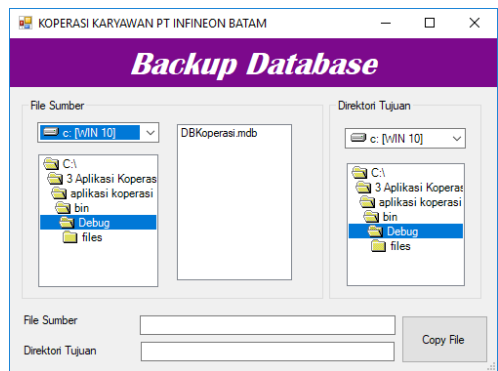 KOPERASI KARYAWAN PT INFINEON BATAM
Backup Database
File Sumber
c: [WIN 10]
C:\
3 Aplikasi Koperas
aplikasi koperasi
bin
Debug
files
DBKoperasi.mdb
Direktori Tujuan
c: [WIN 10]
C:\
3 Aplikasi Koperas
aplikasi koperasi
bin
Debug
files
File Sumber
Direktori Tujuan
Copy File